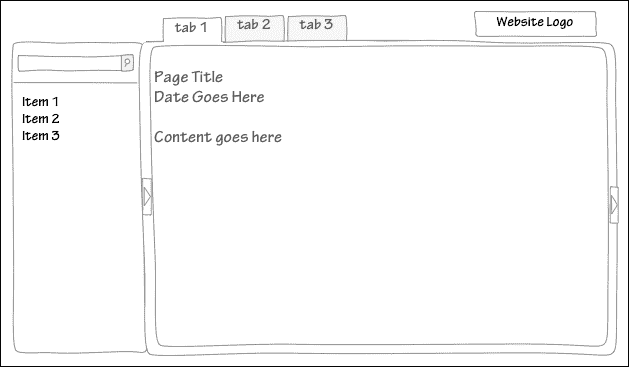 tab 1
tab 2
tab 3
Website Logo
Item 1
Item 2
Item 3
Page Title
Date Goes Here
Content goes here